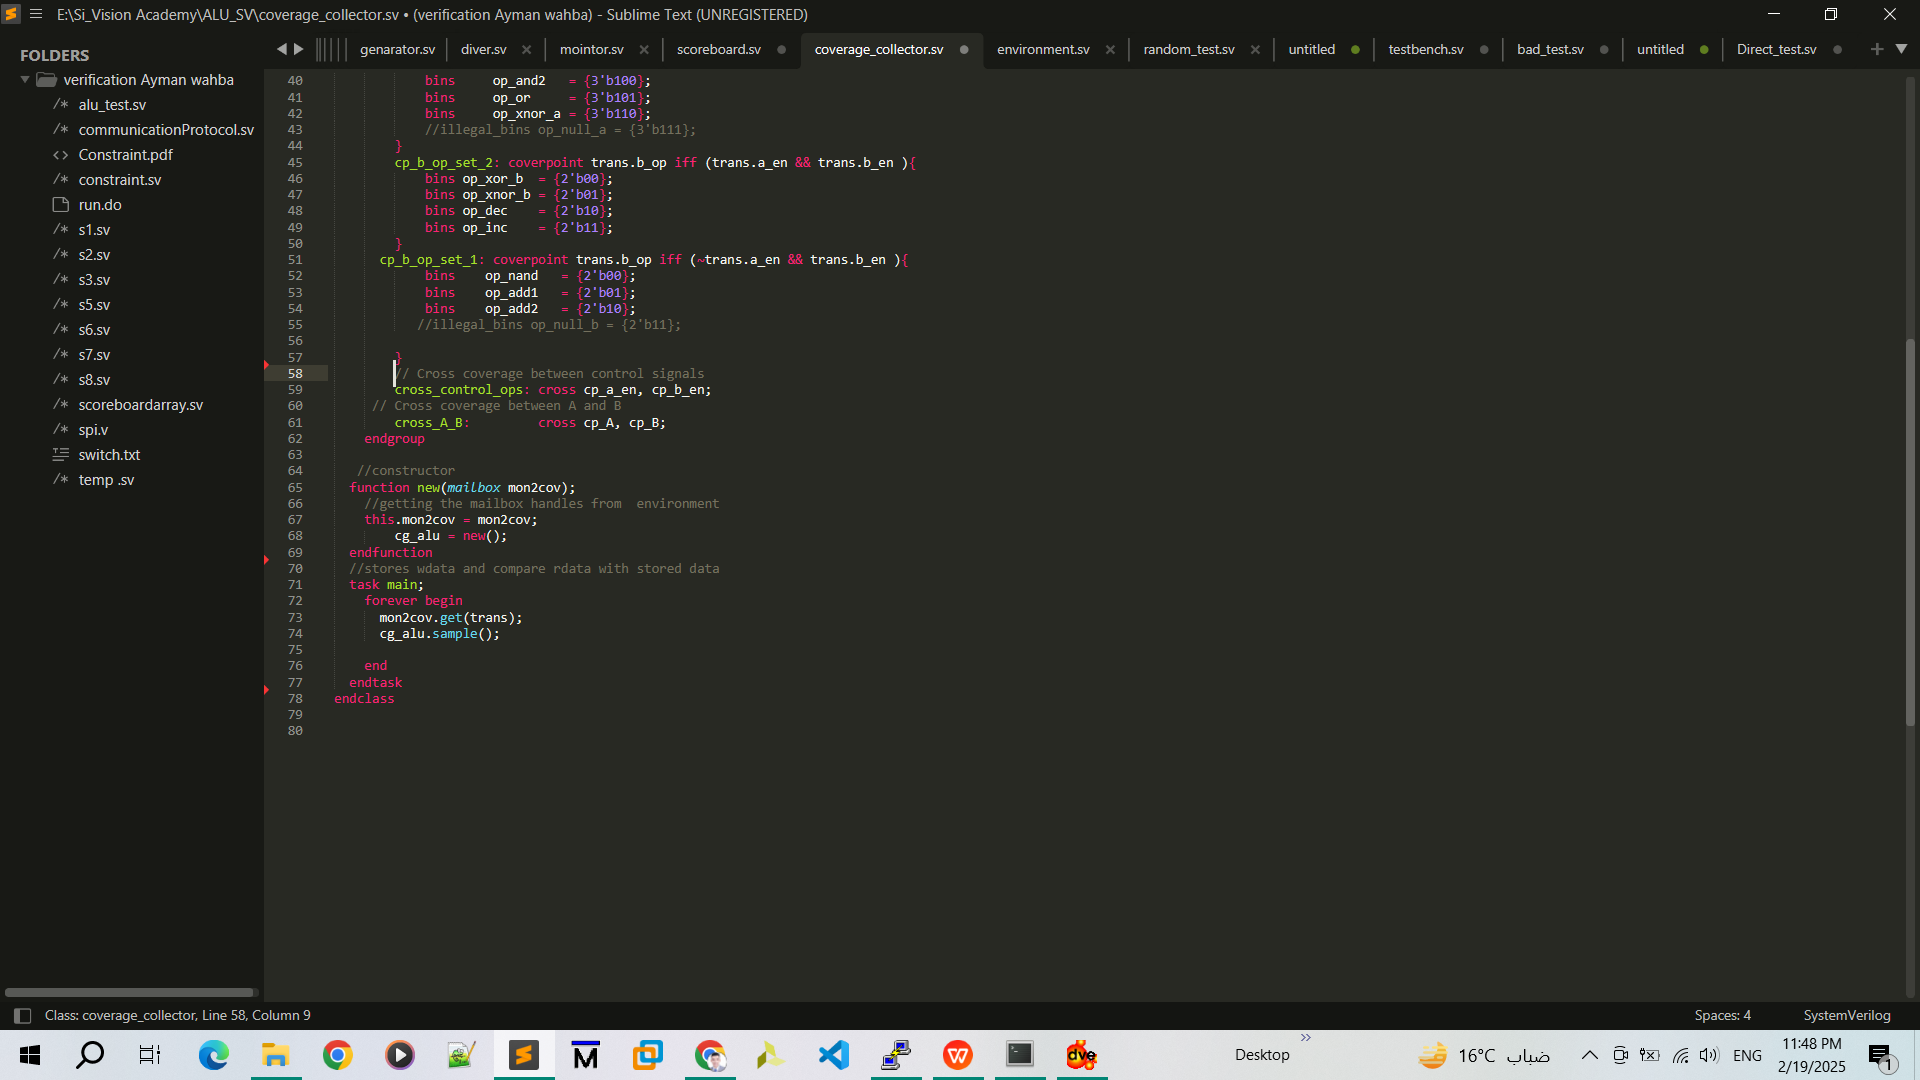 E:\Si_Vision Academy\ALU_SV\coverage_collector.sv • (verification Ayman wahba) - Sublime Text (UNREGISTERED)
FOLDERS
verification Ayman wahba
alu_test.sv
communicationProtocol.sv
Constraint.pdf
constraint.sv
run.do
s1.sv
s2.sv
s3.sv
s5.sv
s6.sv
s7.sv
s8.sv
scoreboardarray.sv
spi.v
switch.txt
temp .sv
genarator.sv diver.sv mointor.sv scoreboard.sv coverage_collector.sv environment.sv random_test.sv untitled testbench.sv bad_test.sv untitled Direct_test.sv
40 bins op_and2 = {3'b100};
41 bins op_or = {3'b101};
42 bins op_xnor_a = {3'b110};
43 //illegal_bins op_null_a = {3'b111};
44 }
45 cp_b_op_set_2: coverpoint trans.b_op iff (trans.a_en && trans.b_en ){
46 bins op_xor_b = {2'b00};
47 bins op_xnor_b = {2'b01};
48 bins op_dec = {2'b10};
49 bins op_inc = {2'b11};
50 }
51 cp_b_op_set_1: coverpoint trans.b_op iff (~trans.a_en && trans.b_en ){
52 bins op_nand = {2'b00};
53 bins op_add1 = {2'b01};
54 bins op_add2 = {2'b10};
55 //illegal_bins op_null_b = {2'b11};
56
57 }
58 // Cross coverage between control signals
59 cross_control_ops: cross cp_a_en, cp_b_en;
60 // Cross coverage between A and B
61 cross_A_B: cross cp_A, cp_B;
62 endgroup
63
64 //constructor
65 function new(mailbox mon2cov);
66 //getting the mailbox handles from environment
67 this.mon2cov = mon2cov;
68 cg_alu = new();
69 endfunction
70 //stores wdata and compare rdata with stored data
71 task main;
72 forever begin
73 mon2cov.get(trans);
74 cg_alu.sample();
75
76 end
77 endtask
78 endclass
79
80
Class: coverage_collector, Line 58, Column 9
Spaces: 4
SystemVerilog
dve
Desktop
16°C ضباب
ENG
11:48 PM
2/19/2025
1